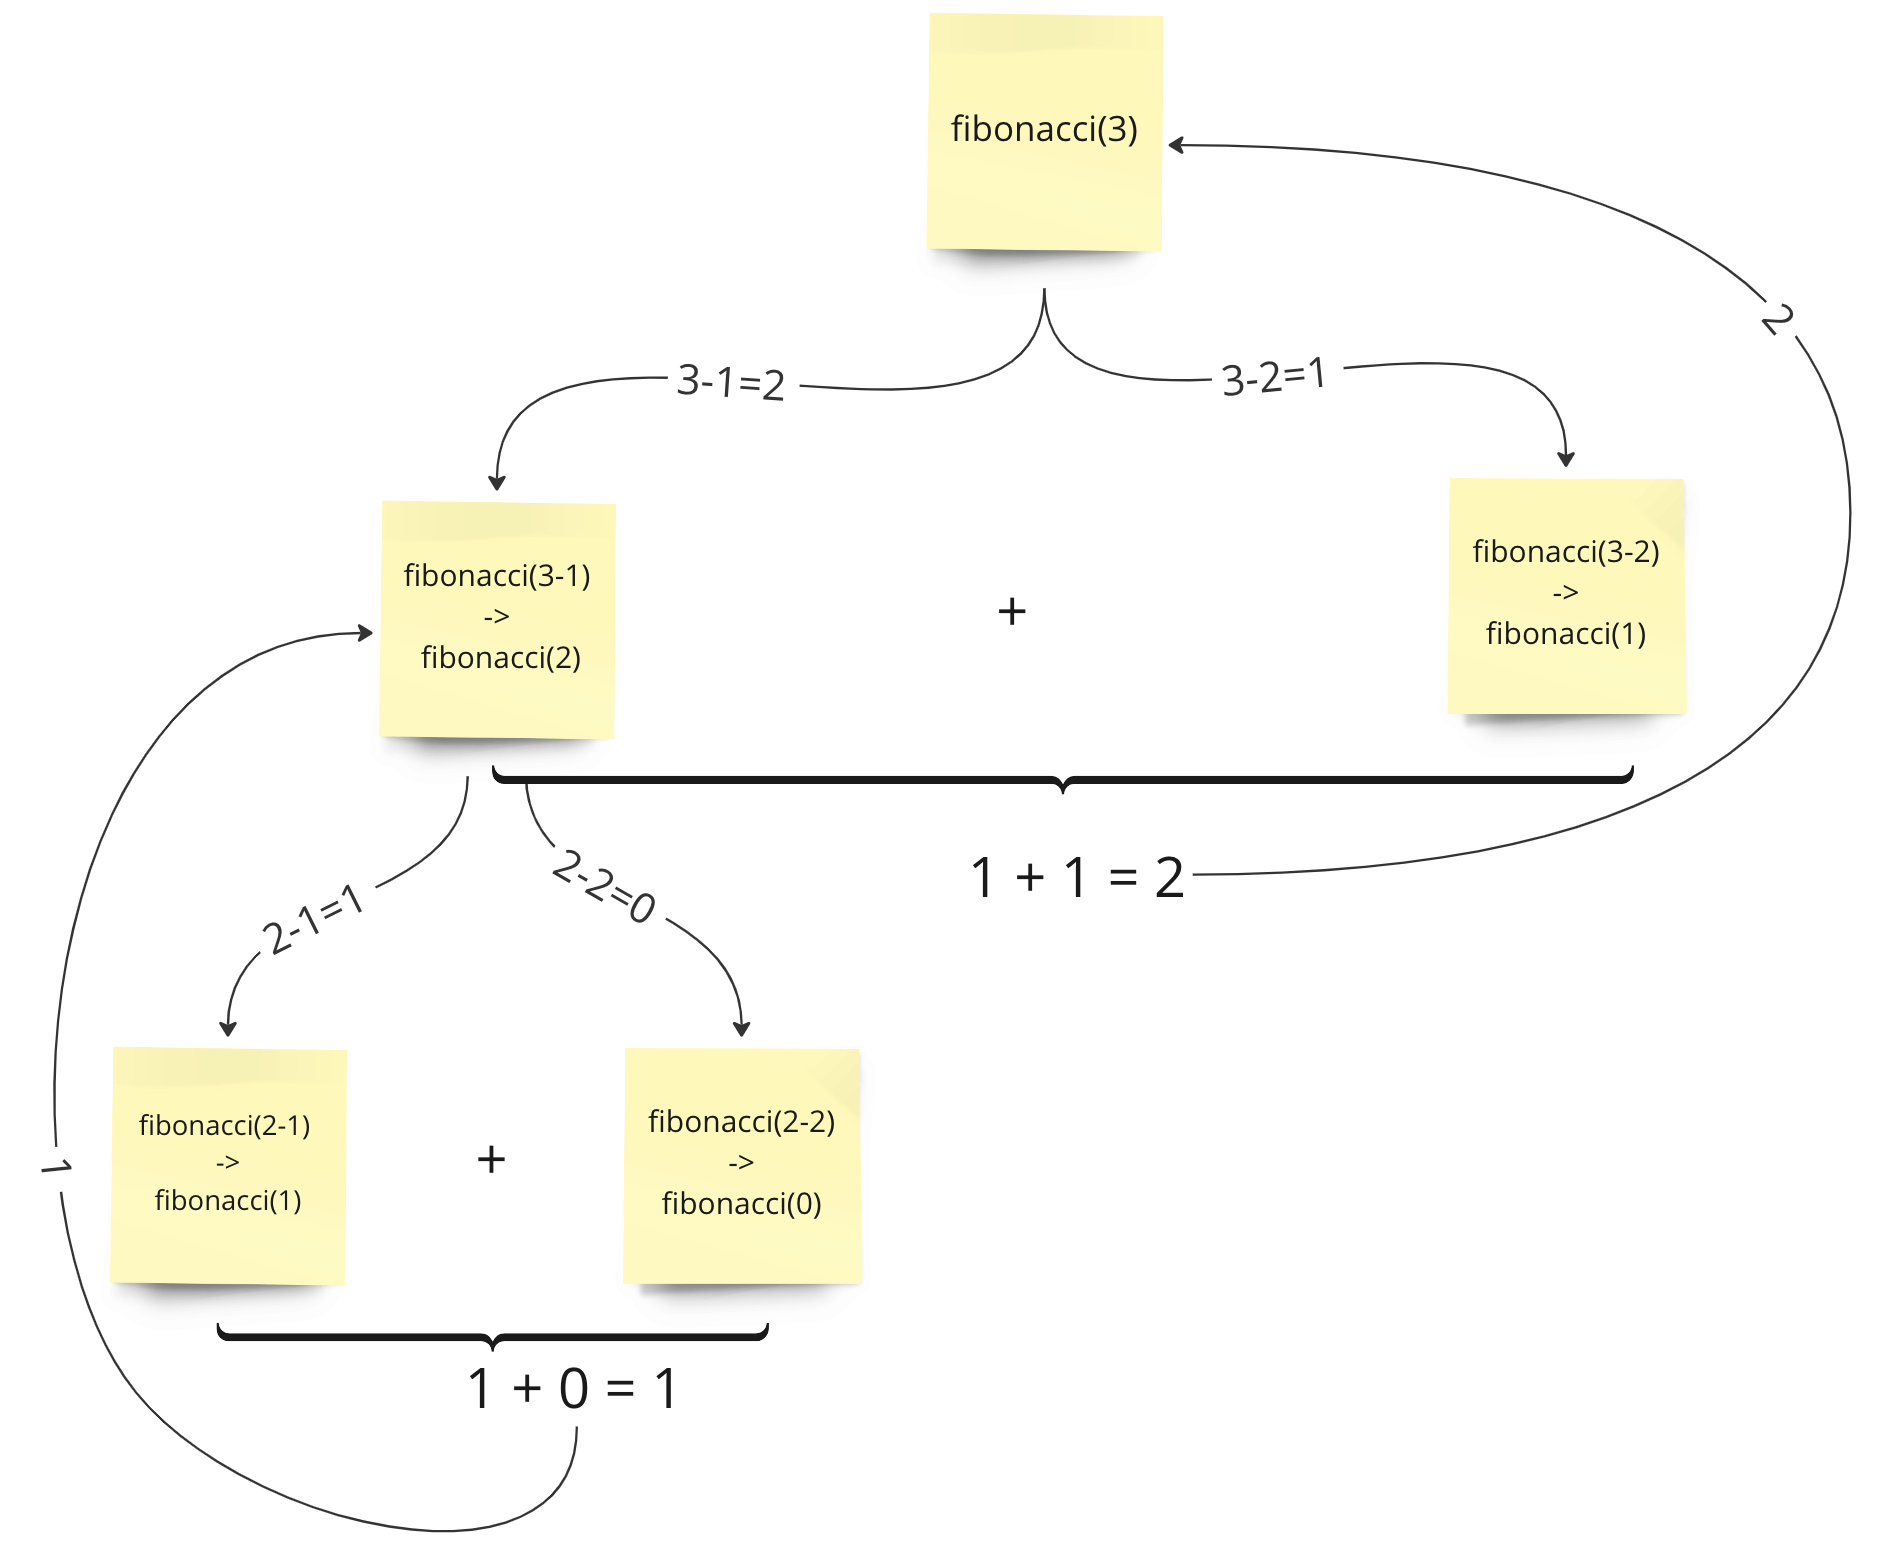 fibonacci(3)
2
3-1=2
3-2=1
fibonacci(3-1)
->
fibonacci(2)
+
fibonacci(3-2)
->
fibonacci(1)
1 + 1 = 2
2-1=1
2-2=0
fibonacci(2-1)
->
fibonacci(1)
+
fibonacci(2-2)
->
fibonacci(0)
1
1 + 0 = 1